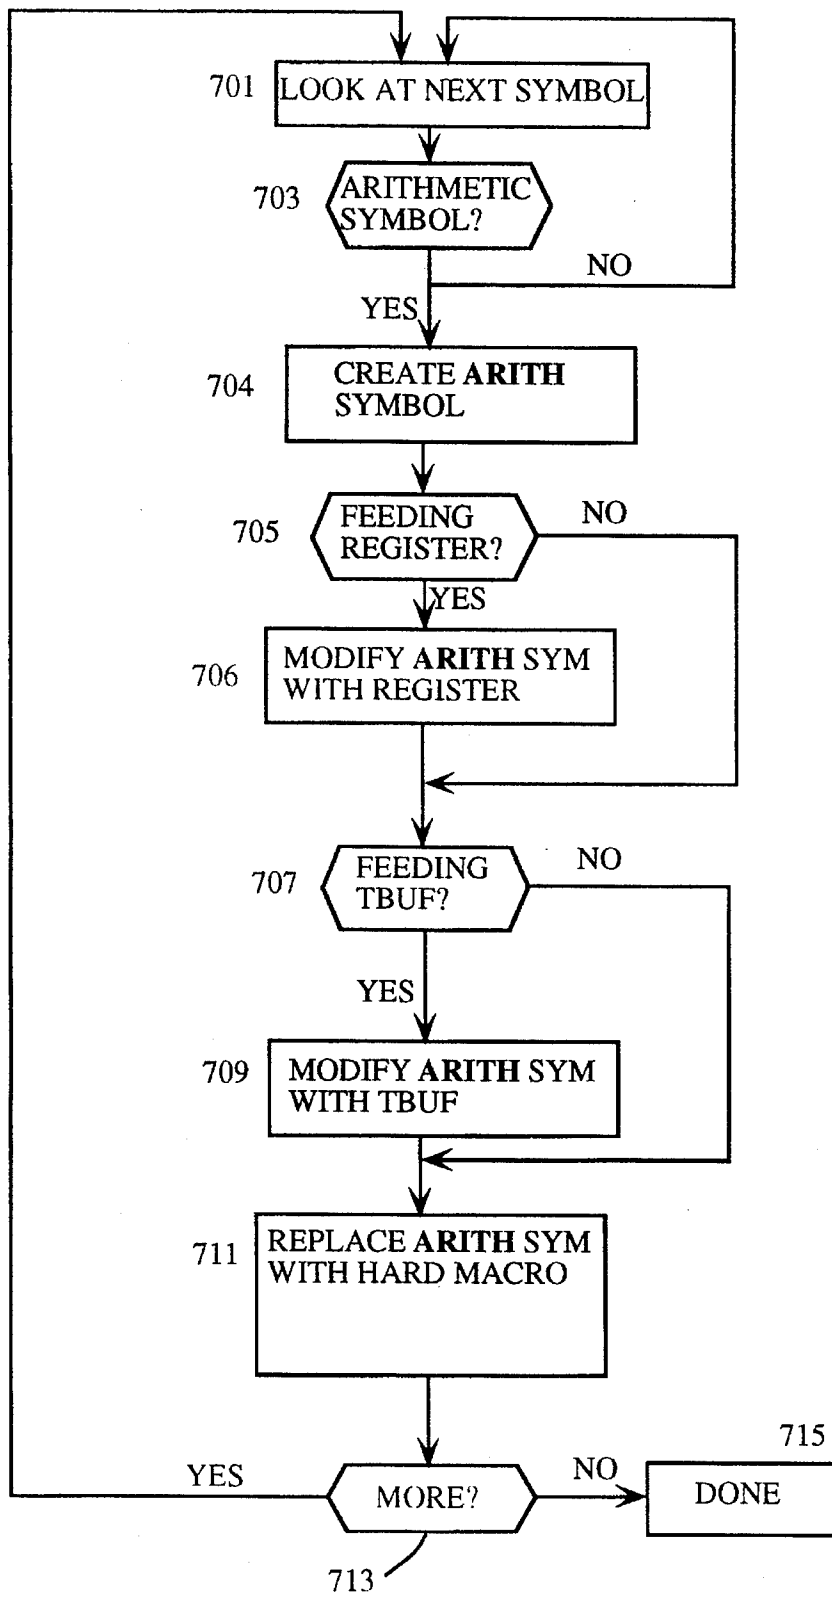 701 LOOK AT NEXT SYMBOL
703 ARITHMETIC
SYMBOL?
NO
YES
704 CREATE ARITH
SYMBOL
705 FEEDING
REGISTER?
NO
YES
706 MODIFY ARITH SYM
WITH REGISTER
707 FEEDING
TBUF?
NO
YES
709 MODIFY ARITH SYM
WITH TBUF
711 REPLACE ARITH SYM
WITH HARD MACRO
715
YES
MORE?
NO
DONE
713